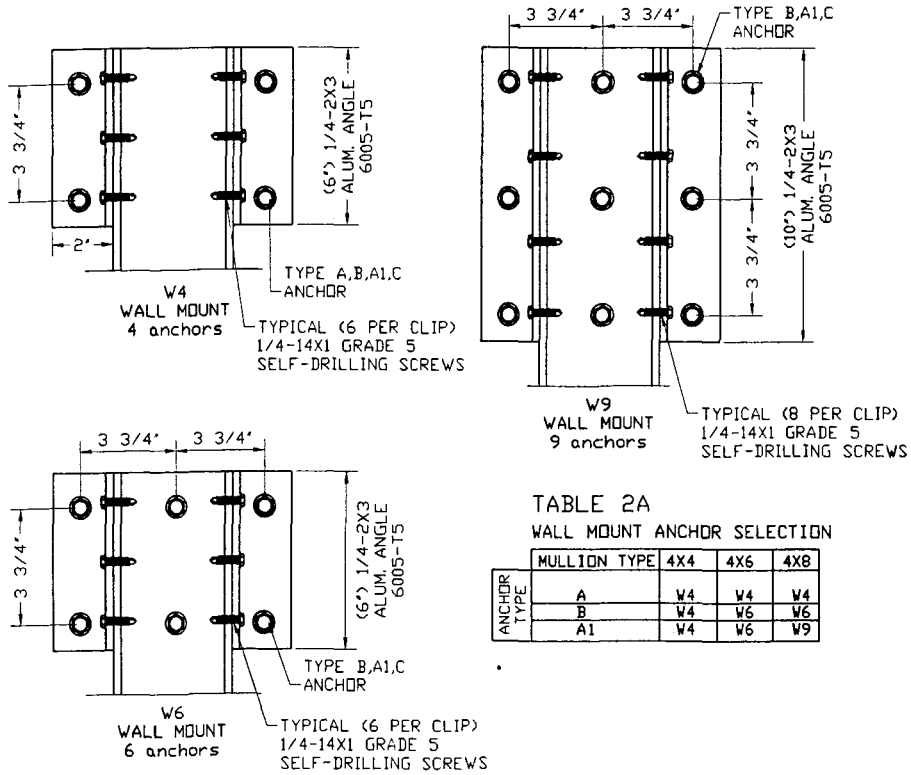 3 3/4"
3 3/4"
(6") 1/4-2X3
ALUM. ANGLE
6005-T5
2"
TYPE A,B,A1,C
ANCHOR
W4
WALL MOUNT
4 anchors
TYPICAL (6 PER CLIP)
1/4-14X1 GRADE 5
SELF-DRILLING SCREWS
3 3/4"
3 3/4"
TYPE B,A1,C
ANCHOR
3 3/4"
3 3/4"
(10") 1/4-2X3
ALUM. ANGLE
6005-T5
W9
WALL MOUNT
9 anchors
TYPICAL (8 PER CLIP)
1/4-14X1 GRADE 5
SELF-DRILLING SCREWS
3 3/4"
3 3/4"
(6") 1/4-2X3
ALUM. ANGLE
6005-T5
TYPE B,A1,C
ANCHOR
W6
WALL MOUNT
6 anchors
TYPICAL (6 PER CLIP)
1/4-14X1 GRADE 5
SELF-DRILLING SCREWS
TABLE 2A
WALL MOUNT ANCHOR SELECTION
MULLION TYPE 4X4 4X6 4X8
ANCHOR
TYPE
A W4 W4 W4
B W4 W6 W6
A1 W4 W6 W9